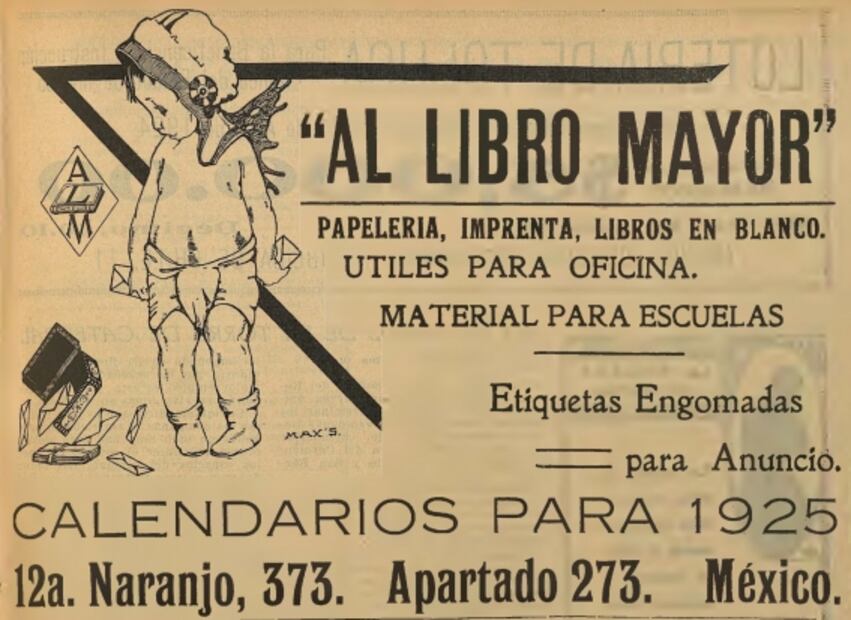 "AL LIBRO MAYOR"
PAPELERIA, IMPRENTA, LIBROS EN BLANCO.
UTILES PARA OFICINA.
MATERIAL PARA ESCUELAS
Etiquetas Engomadas
para Anuncio.
A
L M
MAX'S.
CALENDARIOS PARA 1925
12a. Naranjo, 373. Apartado 273. México.